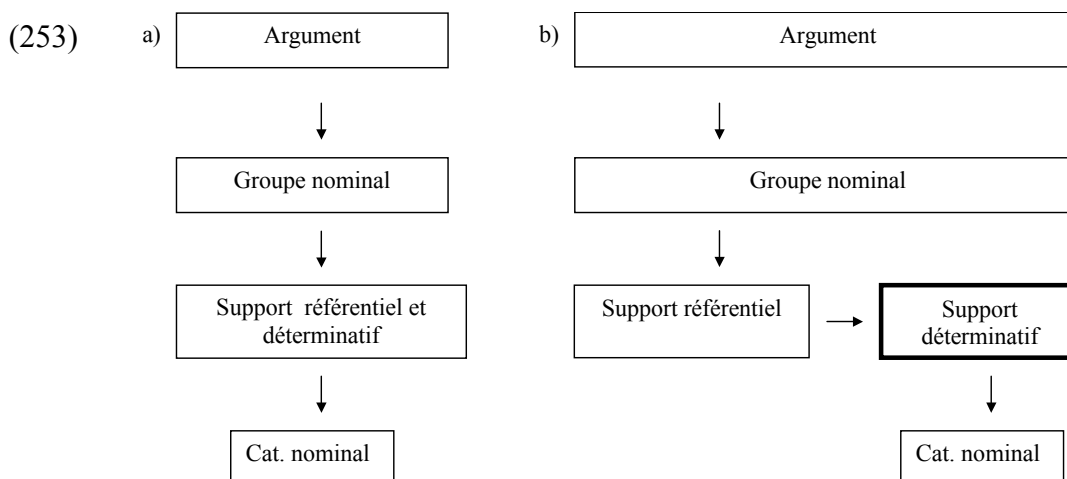 (253) a) Argument b) Argument
Groupe nominal Groupe nominal
Support référentiel et
déterminatif
Support référentiel
Support
déterminatif
Cat. nominal Cat. nominal